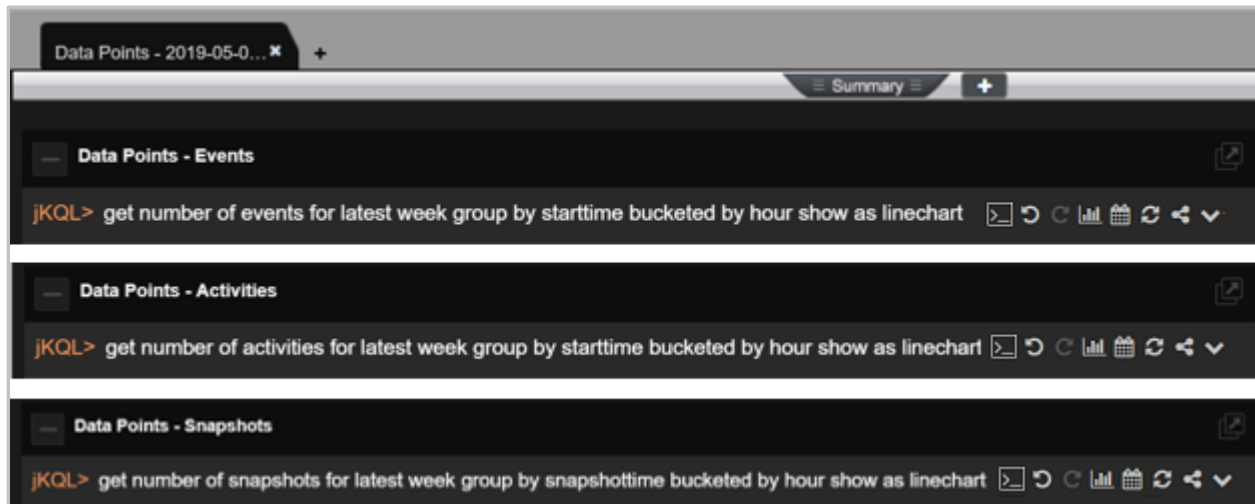 Data Points - 2019-05-0...
Summary
Data Points - Events
jKQL> get number of events for latest week group by starttime bucketed by hour show as linechart
Data Points - Activities
jKQL> get number of activities for latest week group by starttime bucketed by hour show as linechart
Data Points - Snapshots
jKQL> get number of snapshots for latest week group by snapshottime bucketed by hour show as linechart